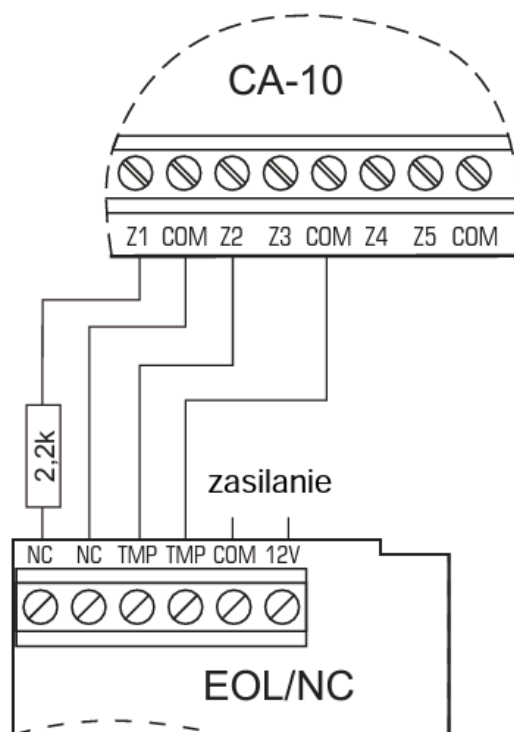 CA-10
Z1 COM Z2 Z3 COM Z4 Z5 COM
2,2k
zasilanie
NC NC TMP TMP COM 12V
EOL/NC